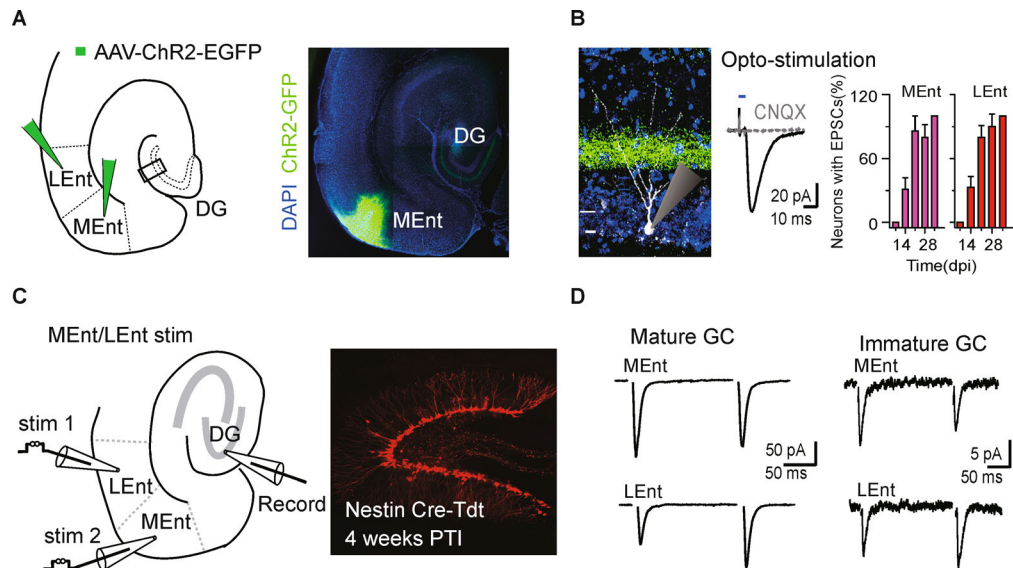 A
AAV-ChR2-EGFP
LEnt
MEnt
DG
DAPI ChR2-GFP
DG
MEnt
B
Opto-stimulation
CNQX
20 pA
10 ms
Neurons with EPSCs(%)
100
60
0
MEnt
LEnt
14 28
14 28
Time(dpi)
C
MEnt/LEnt stim
stim 1
DG
LEnt
Record
MEnt
stim 2
Nestin Cre-Tdt
4 weeks PTI
D
Mature GC
MEnt
50 pA
50 ms
LEnt
Immature GC
MEnt
5 pA
50 ms
LEnt